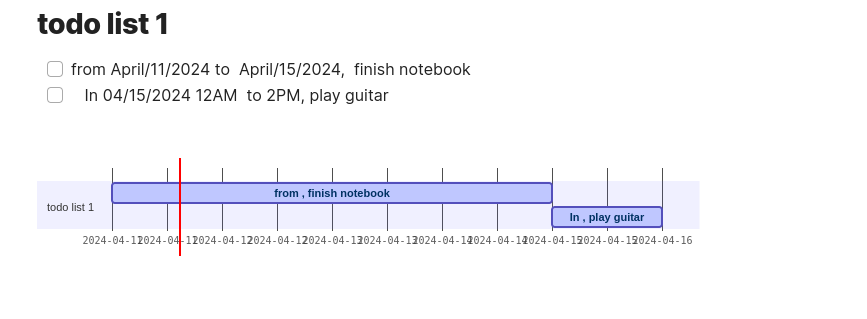 todo list 1
from April/11/2024 to  April/15/2024,  finish notebook
In 04/15/2024 12AM  to 2PM, play guitar
from , finish notebook
todo list 1
In , play guitar
2024-04-11 2024-04-11 2024-04-12 2024-04-12 2024-04-13 2024-04-13 2024-04-14 2024-04-14 2024-04-15 2024-04-15 2024-04-16